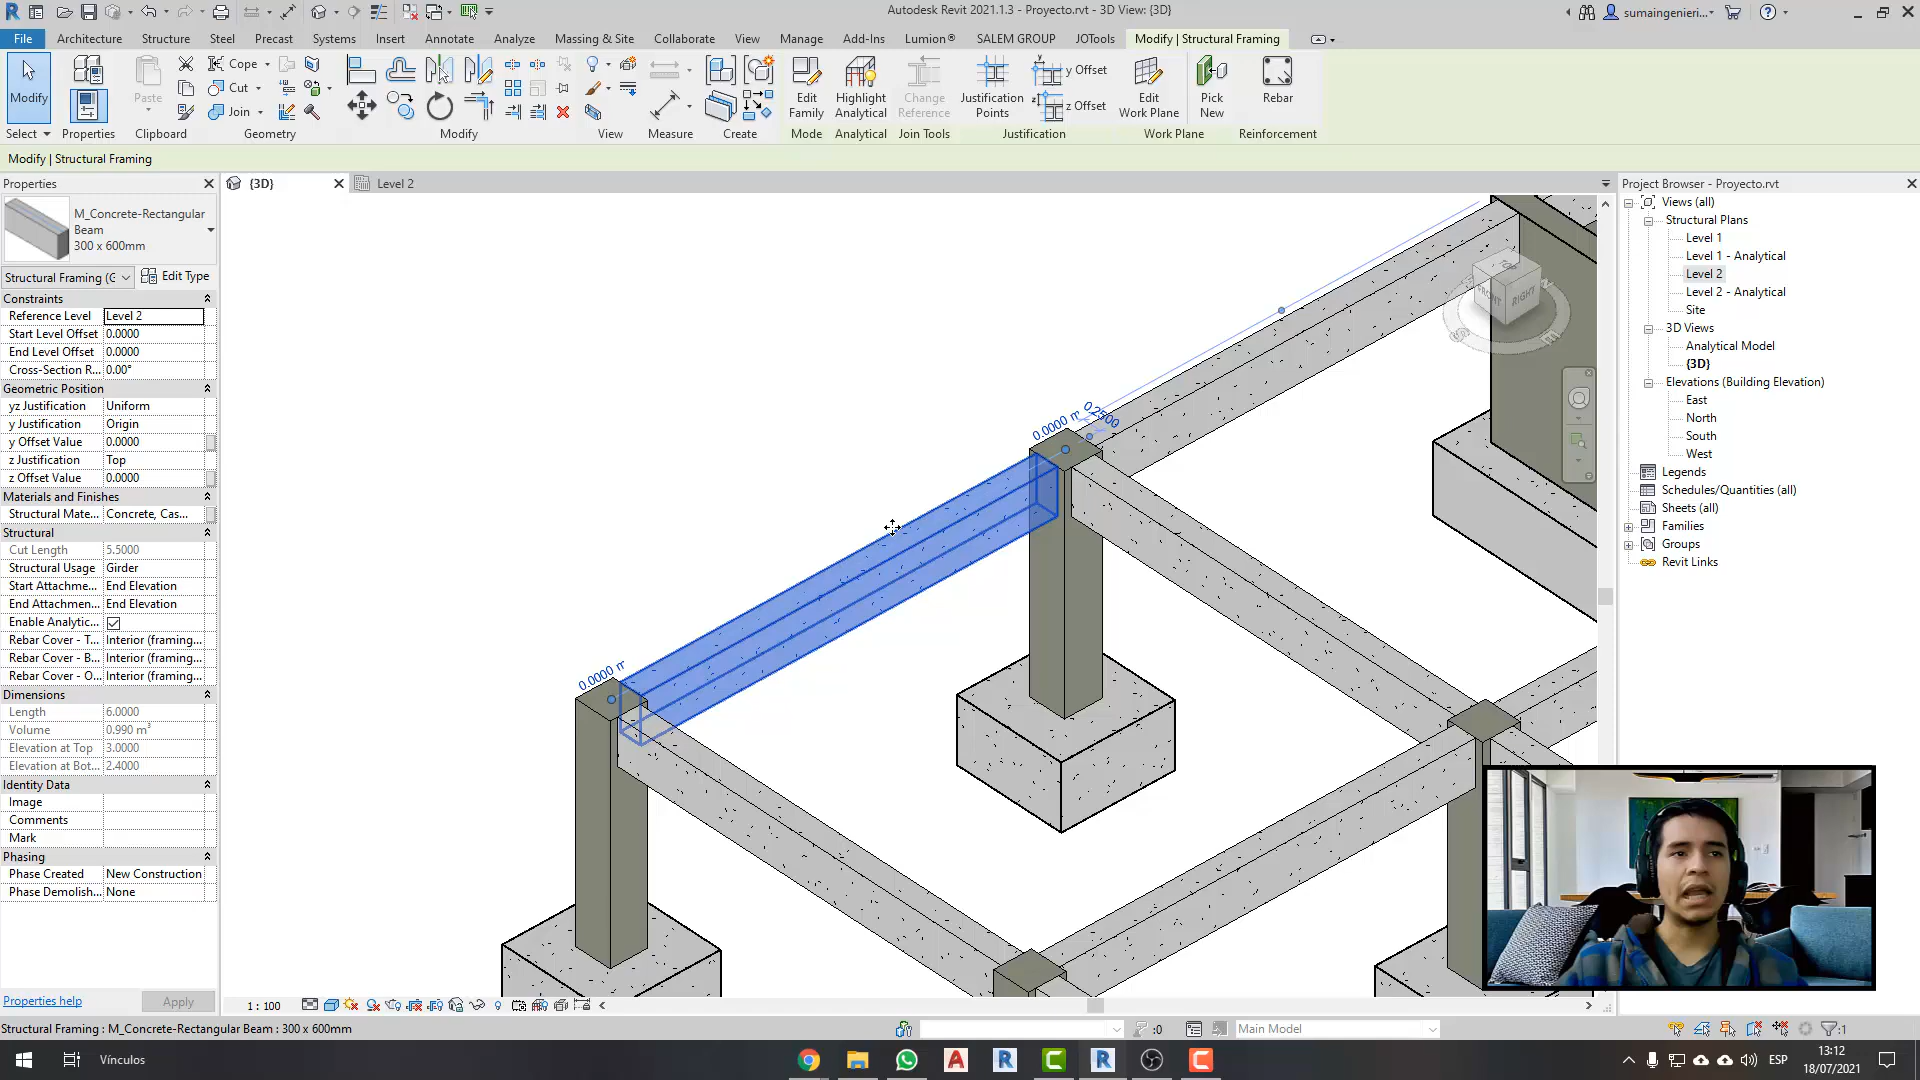 Autodesk Revit 2021.1.3 - Proyecto.rvt - 3D View: {3D}
sumaingenieri...
File Architecture Structure Steel Precast Systems Insert Annotate Analyze Massing & Site Collaborate View Manage Add-Ins Lumion® SALEM GROUP JOTools Modify | Structural Framing
Modify
Paste
Cope
Cut
Join
Edit Family
Highlight Analytical
Change Reference
Justification Points
y Offset
z Offset
Edit Work Plane
Pick New
Rebar
Select Properties Clipboard Geometry Modify View Measure Create Mode Analytical Join Tools Justification Work Plane Reinforcement
Modify | Structural Framing
Properties
M_Concrete-Rectangular
Beam
300 x 600mm
Structural Framing (G
Edit Type
Constraints
Reference Level Level 2
Start Level Offset 0.0000
End Level Offset 0.0000
Cross-Section R... 0.00°
Geometric Position
yz Justification Uniform
y Justification Origin
y Offset Value 0.0000
z Justification Top
z Offset Value 0.0000
Materials and Finishes
Structural Mate... Concrete, Cas...
Structural
Cut Length 5.5000
Structural Usage Girder
Start Attachme... End Elevation
End Attachmen... End Elevation
Enable Analytic...
Rebar Cover - T... Interior (framing...
Rebar Cover - B... Interior (framing...
Rebar Cover - O... Interior (framing...
Dimensions
Length 6.0000
Volume 0.990 m³
Elevation at Top 3.0000
Elevation at Bot... 2.4000
Identity Data
Image
Comments
Mark
Phasing
Phase Created New Construction
Phase Demolish... None
Properties help
Apply
{3D}
Level 2
0.0000 m
0.2500
0.0000 m
TOP
FRONT
RIGHT
S
E
1 : 100
Project Browser - Proyecto.rvt
Views (all)
Structural Plans
Level 1
Level 1 - Analytical
Level 2
Level 2 - Analytical
Site
3D Views
Analytical Model
{3D}
Elevations (Building Elevation)
East
North
South
West
Legends
Schedules/Quantities (all)
Sheets (all)
Families
Groups
Revit Links
Structural Framing : M_Concrete-Rectangular Beam : 300 x 600mm
:0
Main Model
:1
Vínculos
ESP
13:12
18/07/2021